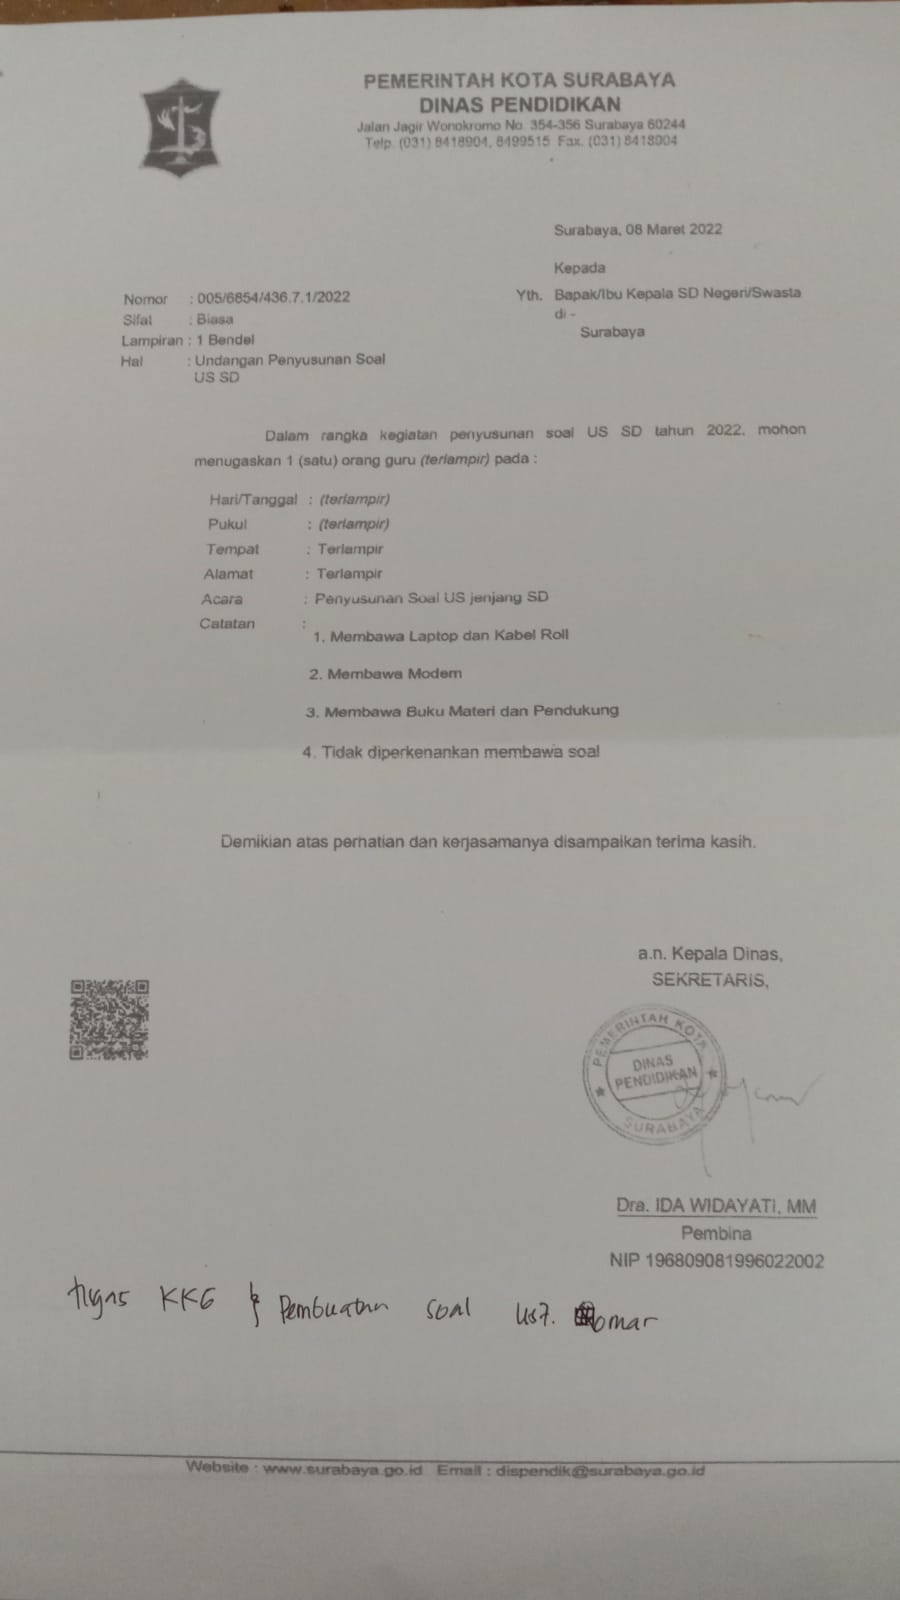 PEMERINTAH KOTA SURABAYA
DINAS PENDIDIKAN
Jalan Jagir Wonokromo No. 354-356 Surabaya 60244
Telp. (031) 8418904, 8499515 Fax. (031) 8418904
Surabaya, 08 Maret 2022
Kepada
Yth. Bapak/Ibu Kepala SD Negeri/Swasta
di -
Surabaya
Nomor : 005/6854/436.7.1/2022
Sifat : Biasa
Lampiran : 1 Bendel
Hal : Undangan Penyusunan Soal
US SD
Dalam rangka kegiatan penyusunan soal US SD tahun 2022, mohon
menugaskan 1 (satu) orang guru (terlampir) pada :
Hari/Tanggal : (terlampir)
Pukul : (terlampir)
Tempat : Terlampir
Alamat : Terlampir
Acara : Penyusunan Soal US jenjang SD
Catatan :
1. Membawa Laptop dan Kabel Roll
2. Membawa Modem
3. Membawa Buku Materi dan Pendukung
4. Tidak diperkenankan membawa soal
Demikian atas perhatian dan kerjasamanya disampaikan terima kasih.
a.n. Kepala Dinas,
SEKRETARIS,
PEMERINTAH KOTA
DINAS
PENDIDIKAN
SURABAYA
Dra. IDA WIDAYATI, MM
Pembina
NIP 196809081996022002
tugas KKG & Pembuatan soal Ust. omar
Website : www.surabaya.go.id Email : dispendik@surabaya.go.id